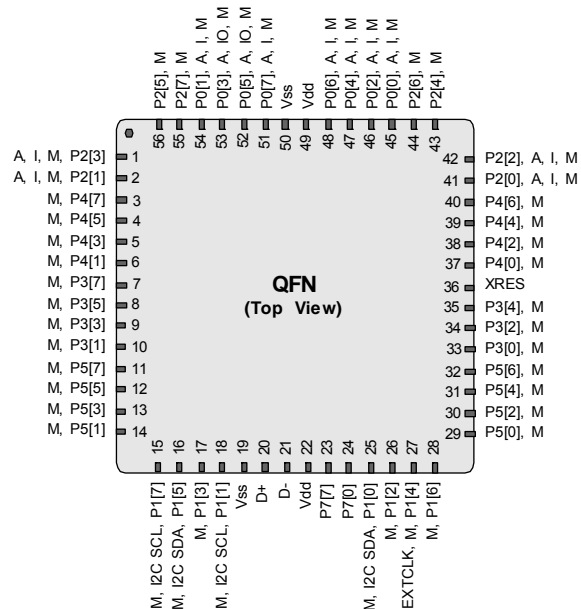 P2[5], M
P2[7], M
P0[1], A, I, M
P0[3], A, IO, M
P0[5], A, IO, M
P0[7], A, I, M
Vss
Vdd
P0[6], A, I, M
P0[4], A, I, M
P0[2], A, I, M
P0[0], A, I, M
P2[6], M
P2[4], M
56
55
54
53
52
51
50
49
48
47
46
45
44
43
A, I, M, P2[3] 1
A, I, M, P2[1] 2
M, P4[7] 3
M, P4[5] 4
M, P4[3] 5
M, P4[1] 6
M, P3[7] 7
M, P3[5] 8
M, P3[3] 9
M, P3[1] 10
M, P5[7] 11
M, P5[5] 12
M, P5[3] 13
M, P5[1] 14
QFN
(Top View)
42 P2[2], A, I, M
41 P2[0], A, I, M
40 P4[6], M
39 P4[4], M
38 P4[2], M
37 P4[0], M
36 XRES
35 P3[4], M
34 P3[2], M
33 P3[0], M
32 P5[6], M
31 P5[4], M
30 P5[2], M
29 P5[0], M
15
16
17
18
19
20
21
22
23
24
25
26
27
28
M, I2C SCL, P1[7]
M, I2C SDA, P1[5]
M, P1[3]
M, I2C SCL, P1[1]
Vss
D+
D-
Vdd
P7[7]
P7[0]
M, I2C SDA, P1[0]
M, P1[2]
EXTCLK, M, P1[4]
M, P1[6]